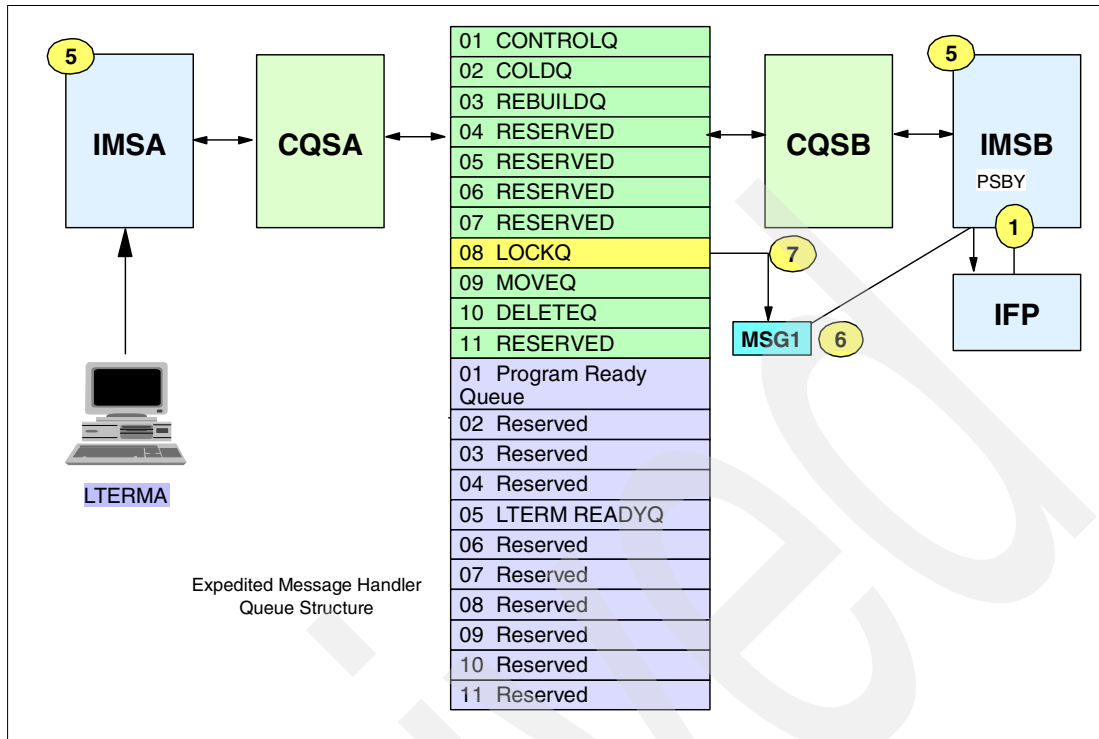 5
IMSA
CQSA
01 CONTROLQ
02 COLDQ
03 REBUILDQ
04 RESERVED
05 RESERVED
06 RESERVED
07 RESERVED
08 LOCKQ
09 MOVEQ
10 DELETEQ
11 RESERVED
01 Program Ready
Queue
02 Reserved
03 Reserved
04 Reserved
05 LTERM READYQ
06 Reserved
07 Reserved
08 Reserved
09 Reserved
10 Reserved
11 Reserved
CQSB
5
IMSB
PSBY
1
IFP
7
MSG1
6
LTERMA
Expedited Message Handler
Queue Structure